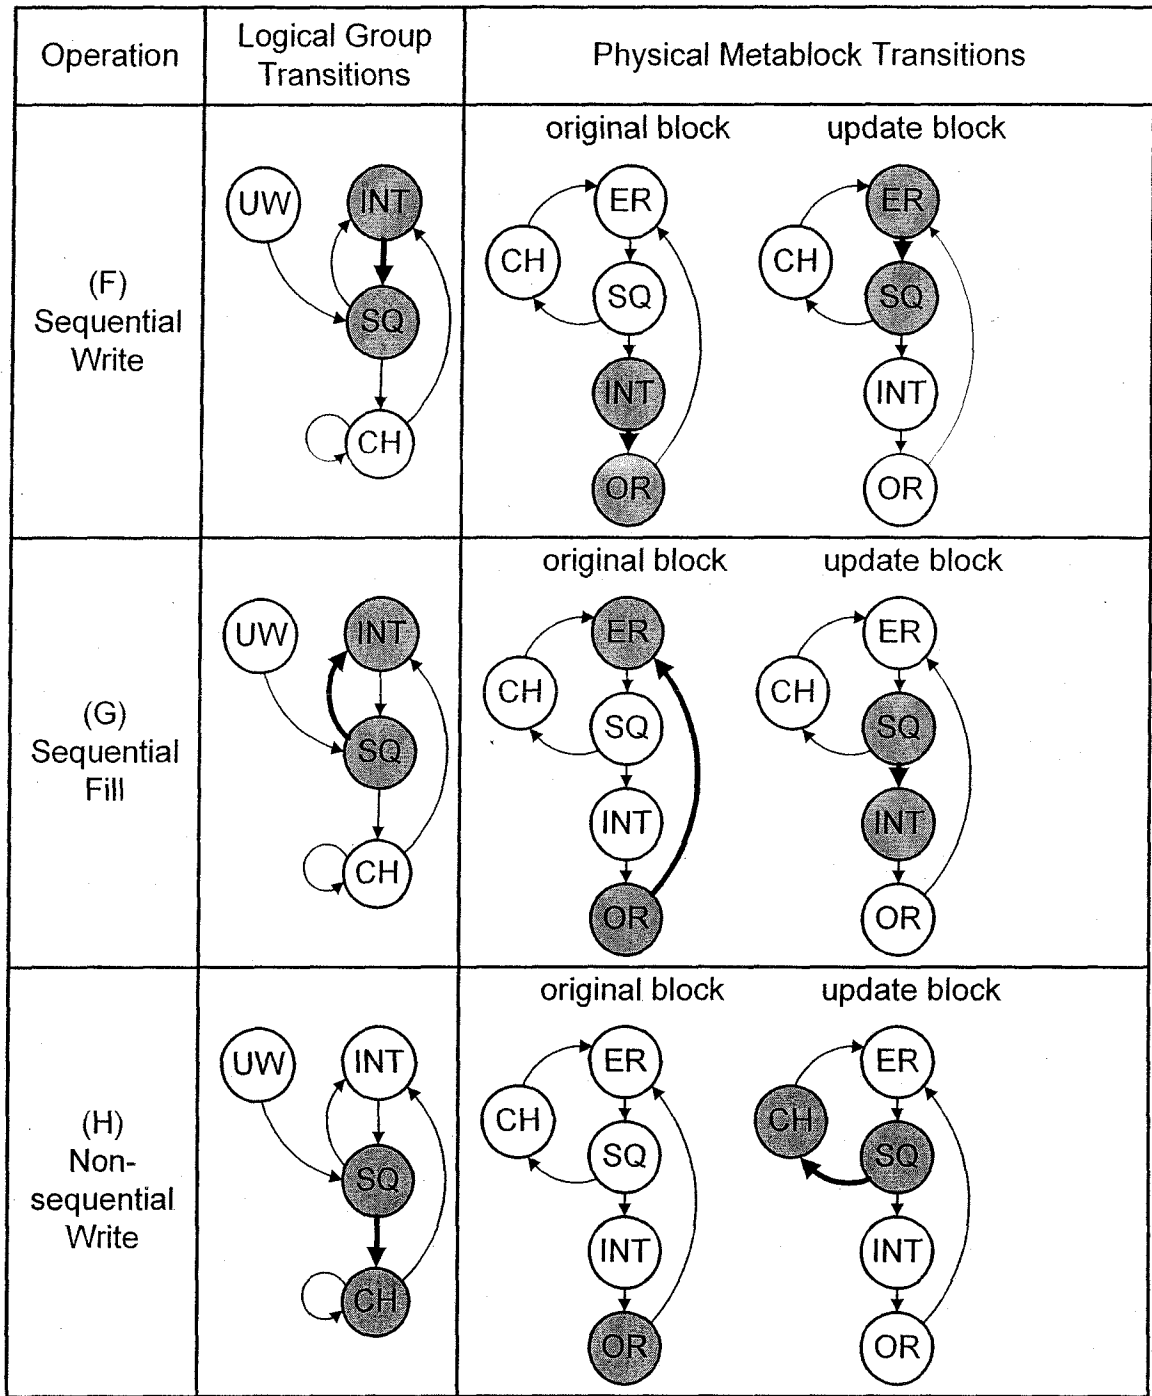 Operation
Logical Group
Transitions
Physical Metablock Transitions
(F)
Sequential
Write
UW
INT
SQ
CH
original block
ER
CH
SQ
INT
OR
update block
ER
CH
SQ
INT
OR
(G)
Sequential
Fill
UW
INT
SQ
CH
original block
ER
CH
SQ
INT
OR
update block
ER
CH
SQ
INT
OR
(H)
Non-
sequential
Write
UW
INT
SQ
CH
original block
ER
CH
SQ
INT
OR
update block
ER
CH
SQ
INT
OR